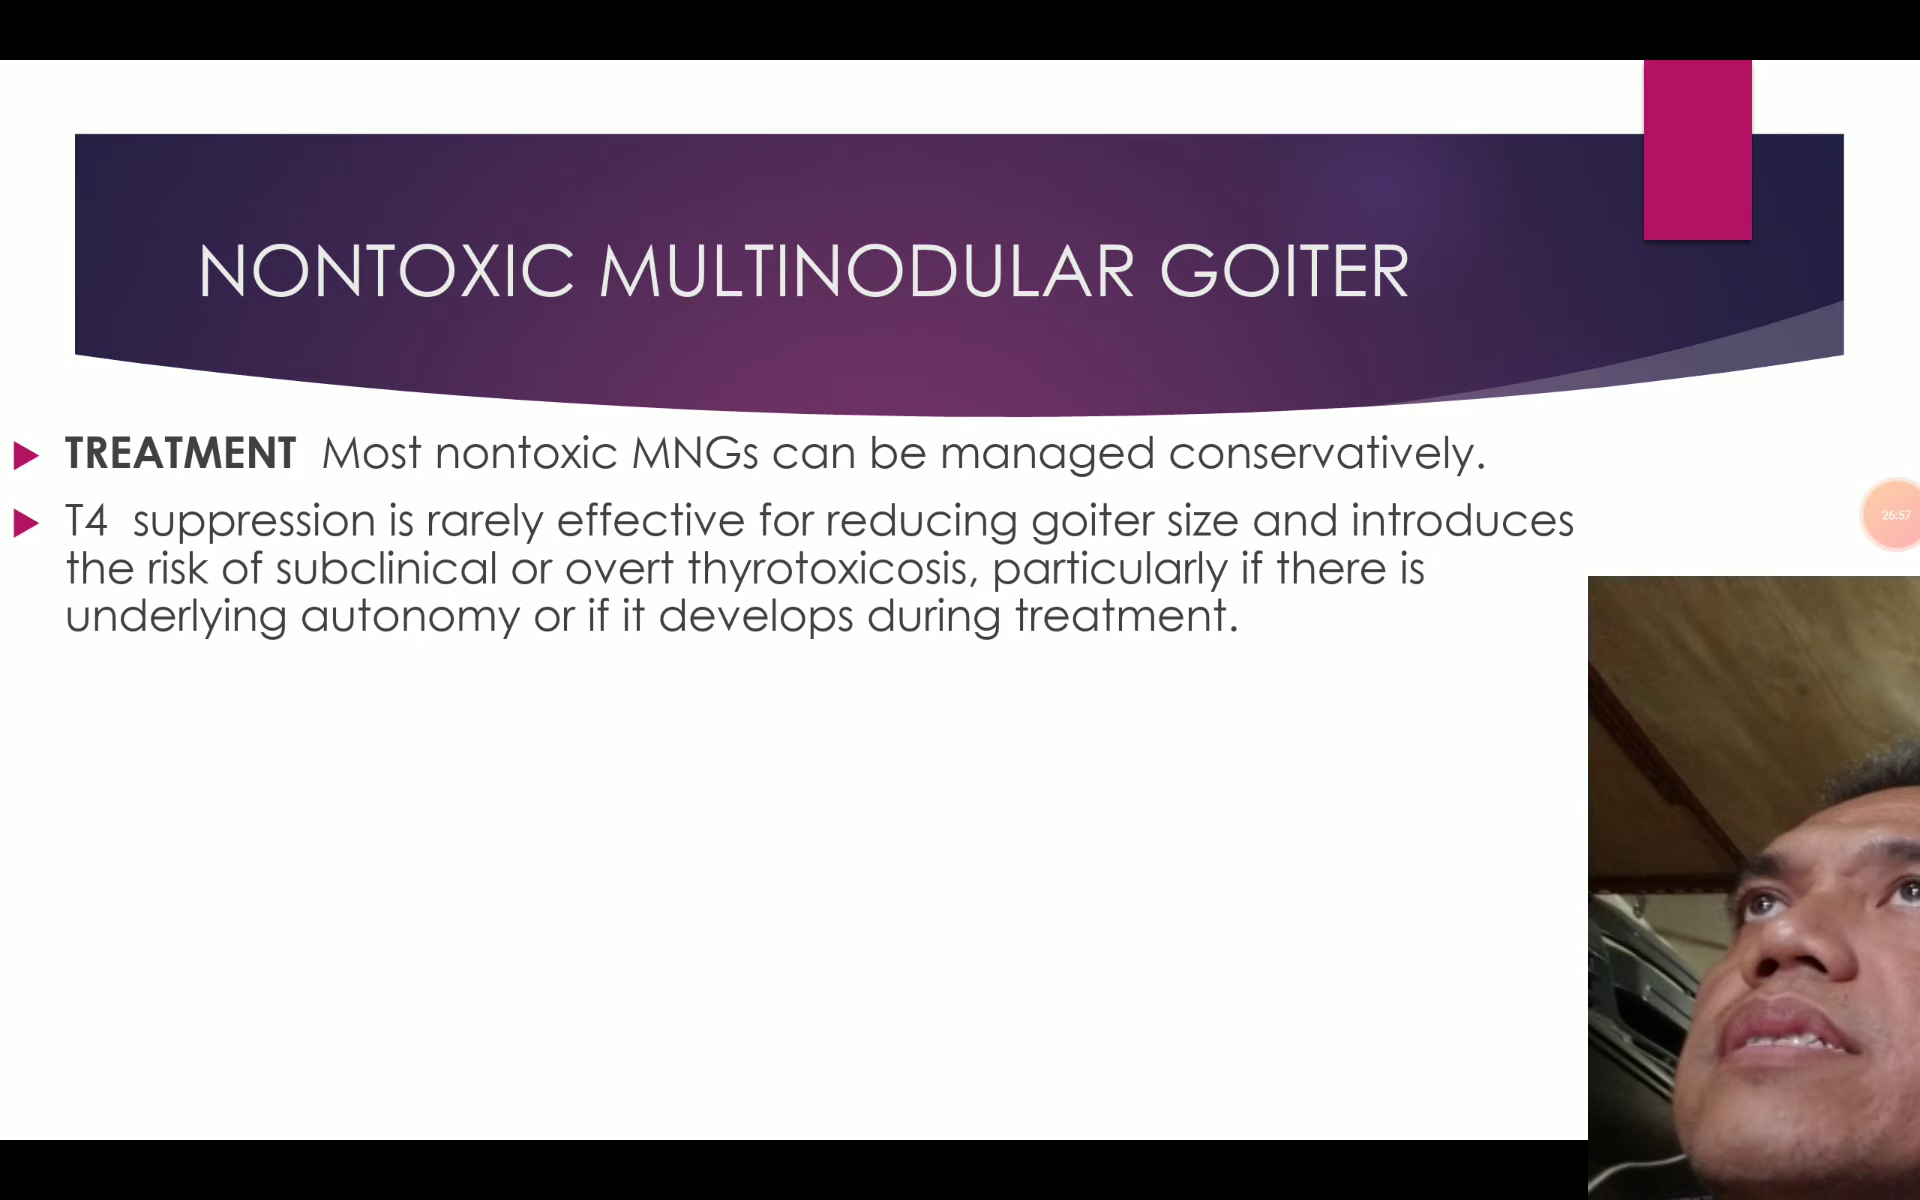 NONTOXIC MULTINODULAR GOITER
TREATMENT Most nontoxic MNGs can be managed conservatively.
T4 suppression is rarely effective for reducing goiter size and introduces
the risk of subclinical or overt thyrotoxicosis, particularly if there is
underlying autonomy or if it develops during treatment.
26:57